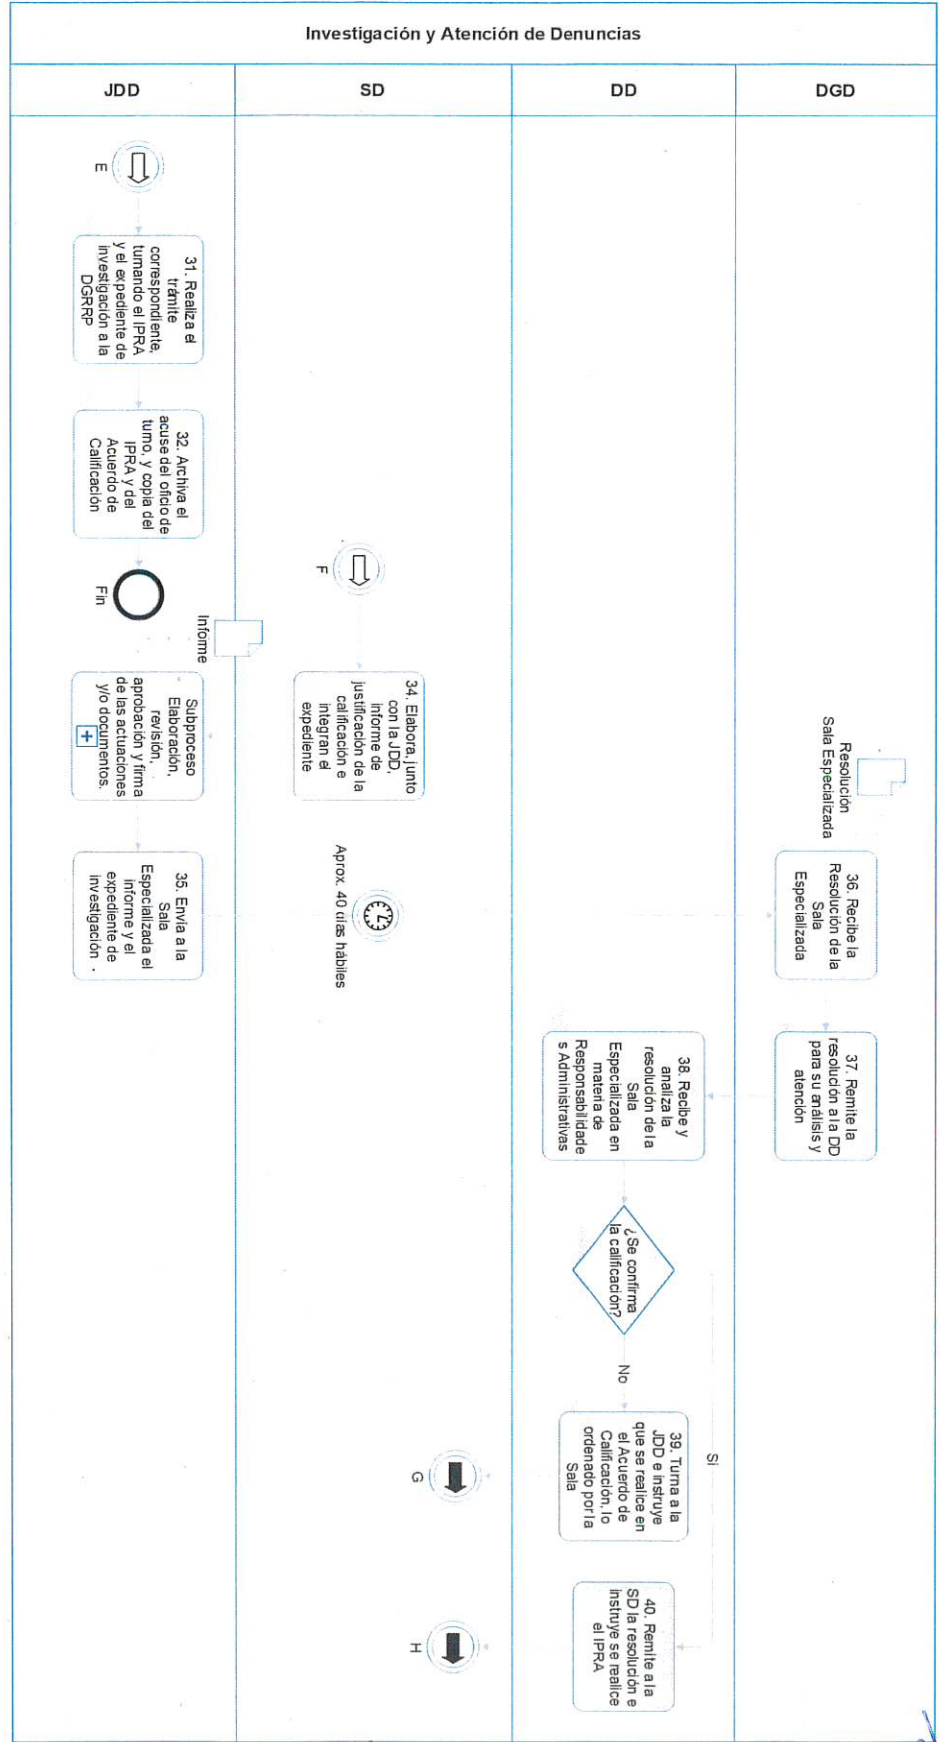 Investigación y Atención de Denuncias
JDD
SD
DD
DGD
E
31. Realiza el
trámite
correspondiente,
turnando el IPRA
y el expediente de
investigación a la
DGRRP
32. Archiva el
acuse del oficio de
turno, y copia del
IPRA y del
Acuerdo de
Calificación
Fin
F
34. Elabora, junto
con la JDD,
informe de
justificación de la
calificación e
integran el
expediente
Informe
Subproceso
Elaboración,
revisión,
aprobación y firma
de las actuaciones
y/o documentos.
35. Envía a la
Sala
Especializada el
informe y el
expediente de
investigación
Aprox. 40 días hábiles
Resolución
Sala Especializada
36. Recibe la
Resolución de la
Sala
Especializada
37. Remite la
resolución a la DD
para su análisis y
atención
38. Recibe y
analiza la
resolución de la
Sala
Especializada en
materia de
Responsabilidade
s Administrativas
¿Se confirma
la calificación?
No
Si
39. Turna a la
JDD e instruye
que se realice en
el Acuerdo de
Calificación, lo
ordenado por la
Sala
G
40. Remite a la
SD la resolución e
instruye se realice
el IPRA
H